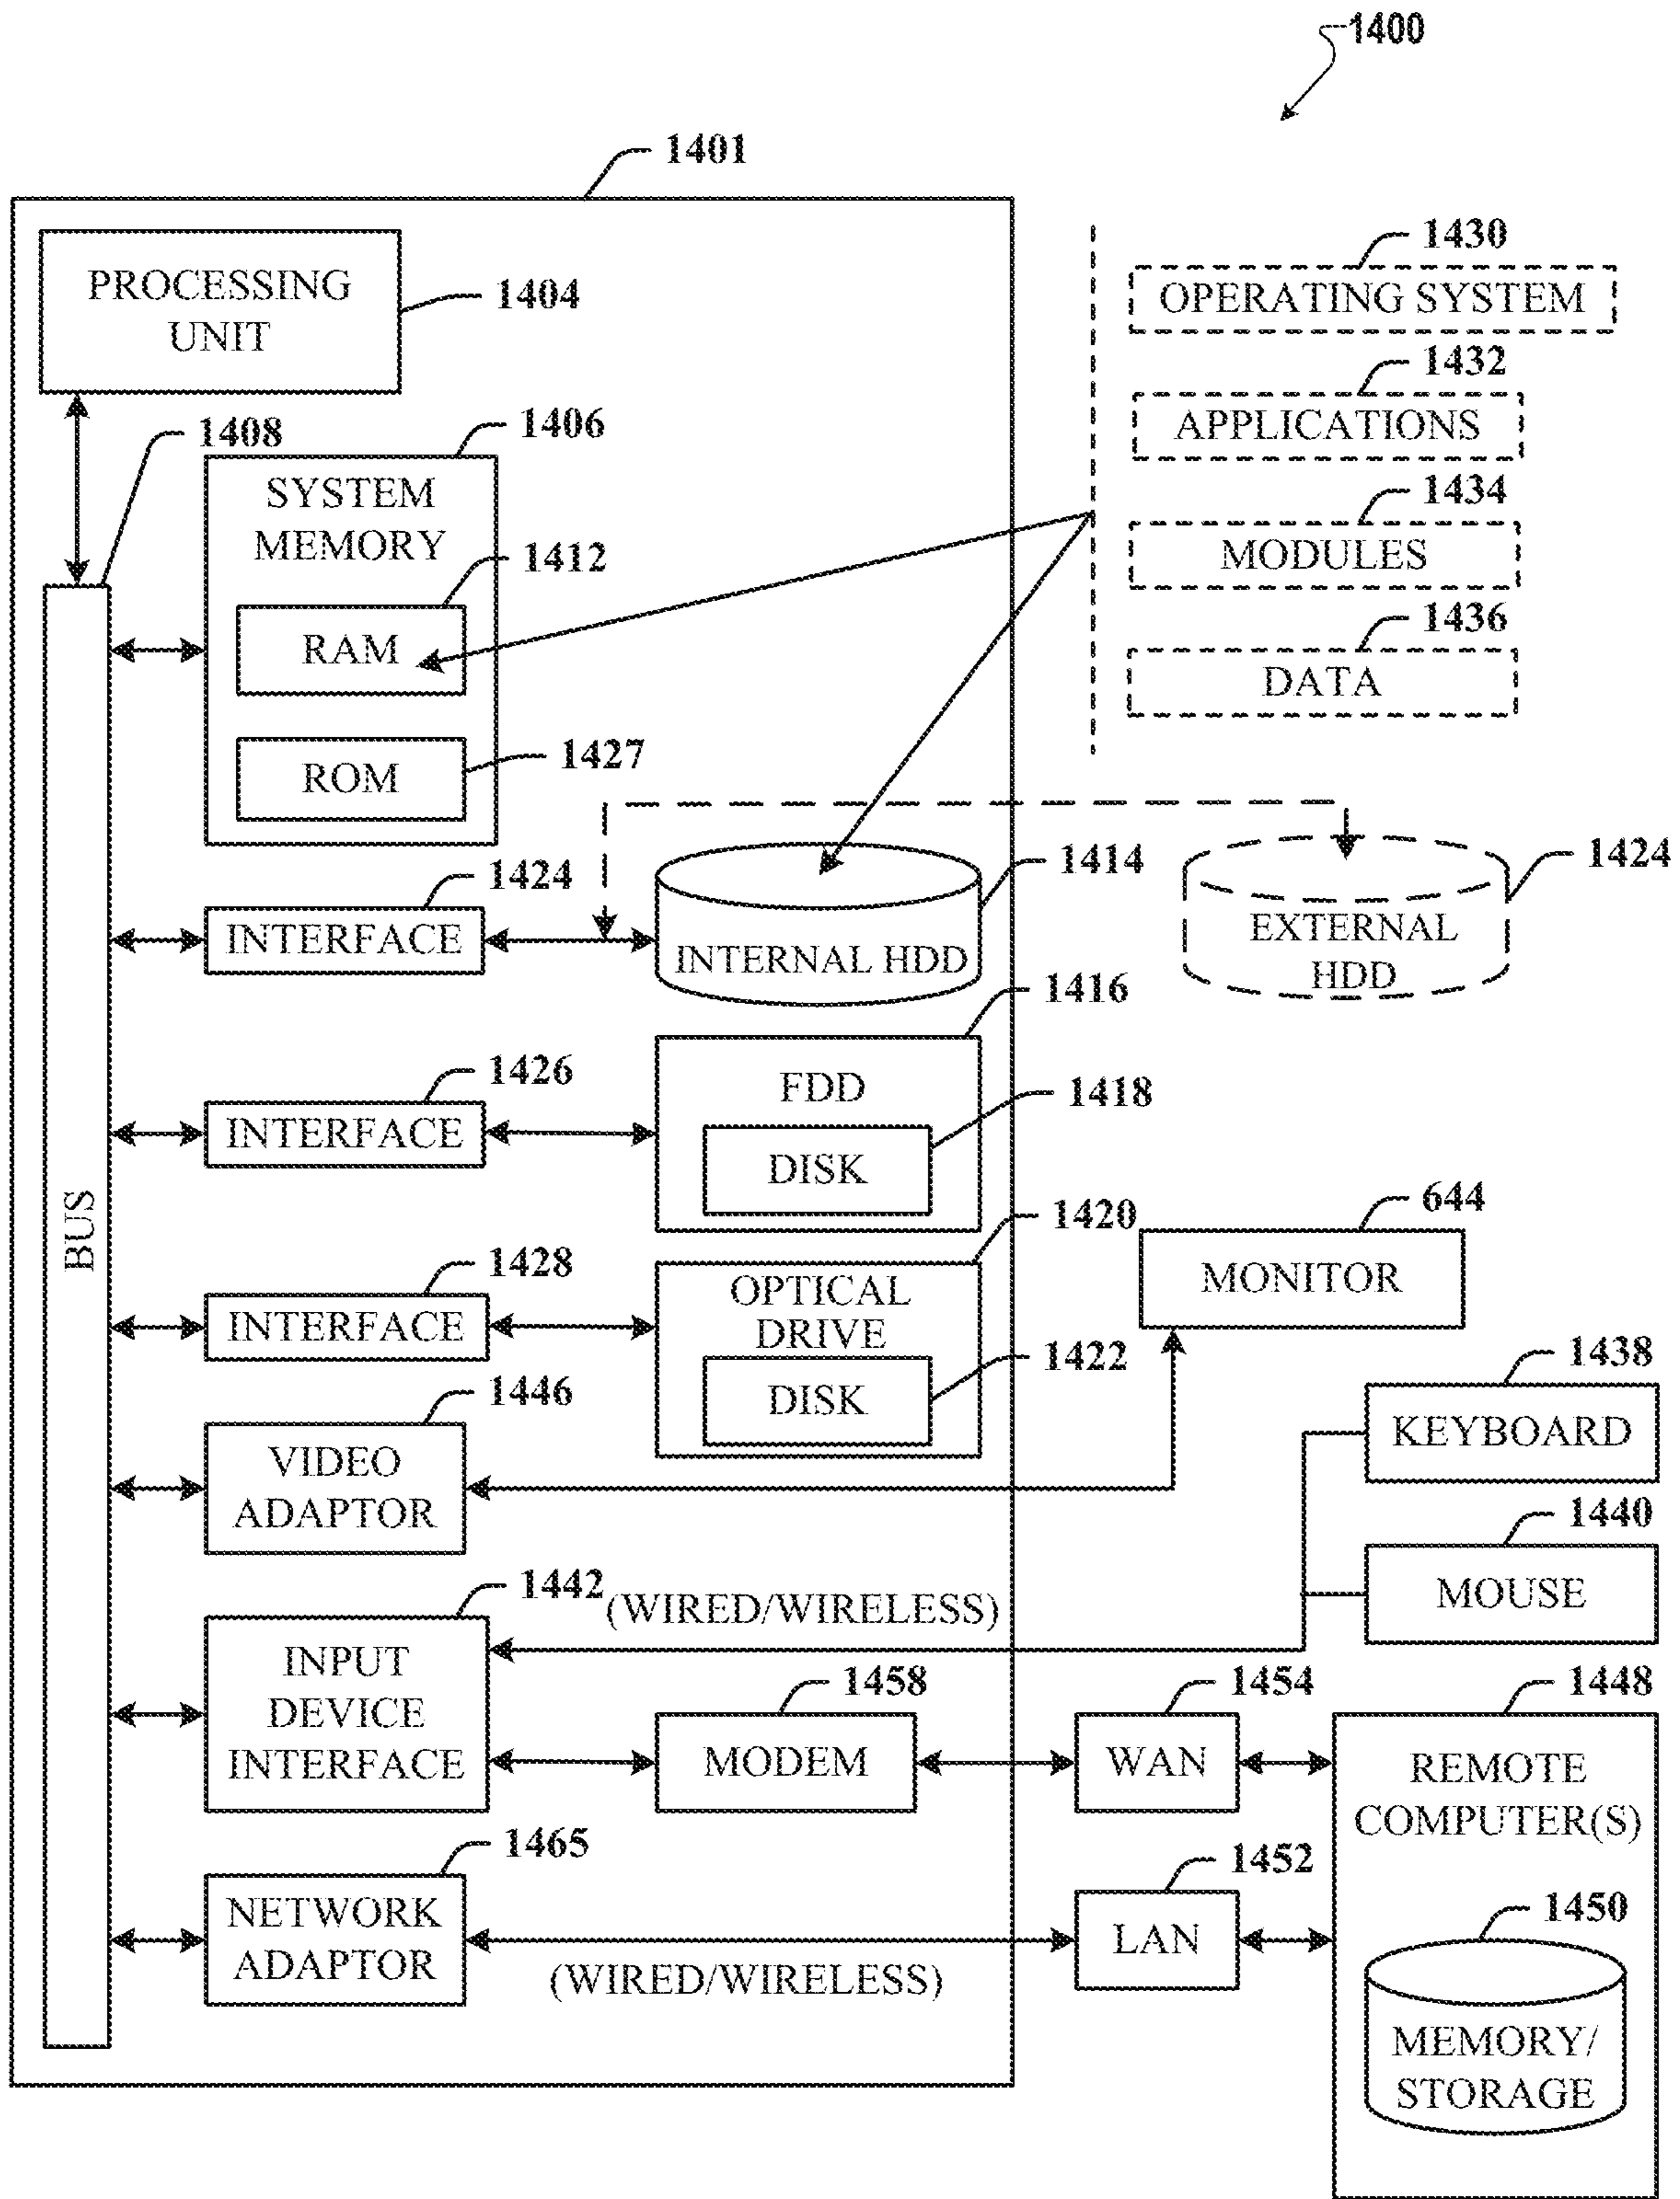 1400
1401
PROCESSING
UNIT
1404
1430
OPERATING SYSTEM
1432
APPLICATIONS
1434
MODULES
1436
DATA
1408
1406
SYSTEM
MEMORY
1412
RAM
1427
ROM
1424
INTERFACE
1414
INTERNAL HDD
1424
EXTERNAL
HDD
1416
1426
INTERFACE
FDD
1418
DISK
BUS
1420
644
MONITOR
1428
INTERFACE
OPTICAL
DRIVE
1422
DISK
1438
KEYBOARD
1446
VIDEO
ADAPTOR
1440
MOUSE
1442
(WIRED/WIRELESS)
INPUT
DEVICE
INTERFACE
1458
MODEM
1454
WAN
1448
REMOTE
COMPUTER(S)
1465
NETWORK
ADAPTOR
(WIRED/WIRELESS)
1452
LAN
1450
MEMORY/
STORAGE